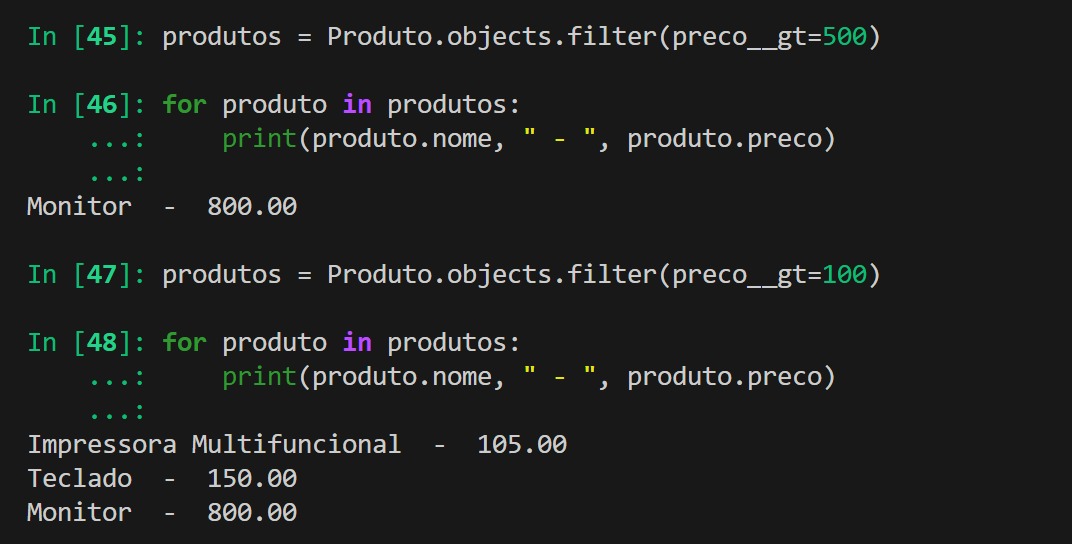 In [45]: produtos = Produto.objects.filter(preco__gt=500)
In [46]: for produto in produtos:
    ...:     print(produto.nome, " - ", produto.preco)
    ...:
Monitor  -  800.00
In [47]: produtos = Produto.objects.filter(preco__gt=100)
In [48]: for produto in produtos:
    ...:     print(produto.nome, " - ", produto.preco)
    ...:
Impressora Multifuncional  -  105.00
Teclado  -  150.00
Monitor  -  800.00